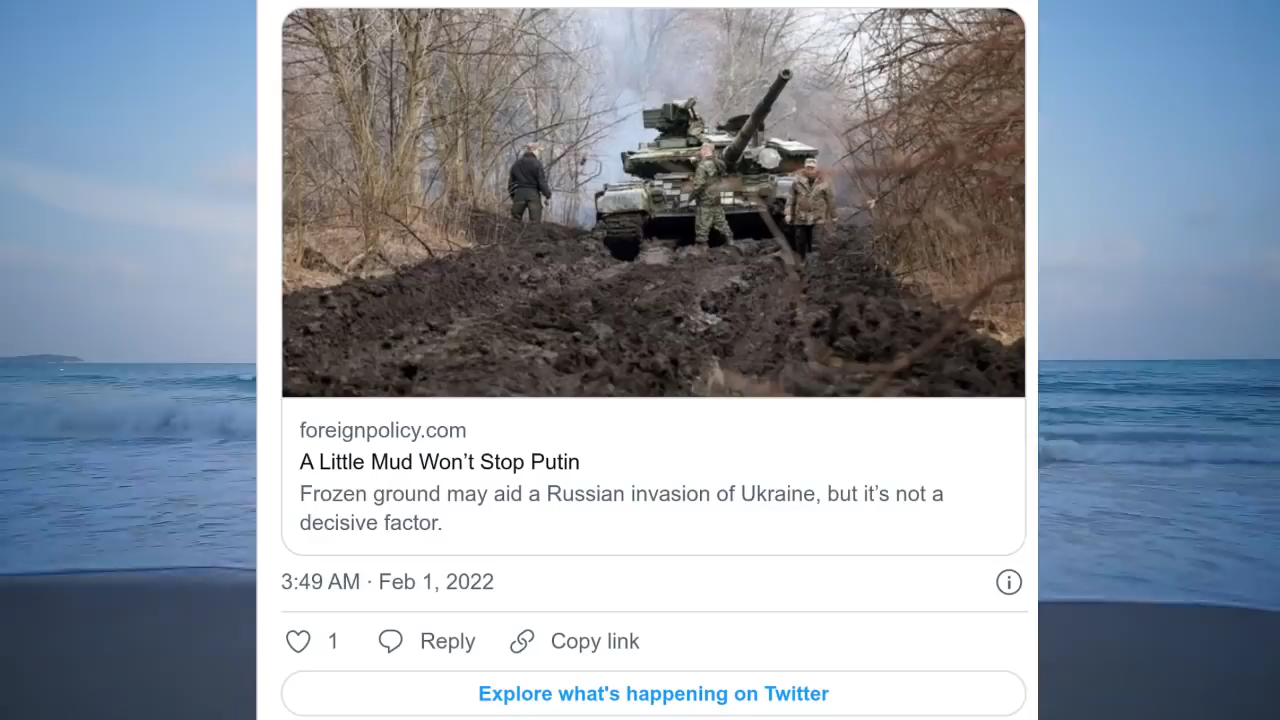 foreignpolicy.com
A Little Mud Won’t Stop Putin
Frozen ground may aid a Russian invasion of Ukraine, but it’s not a
decisive factor.
3:49 AM · Feb 1, 2022
1 Reply Copy link
Explore what's happening on Twitter